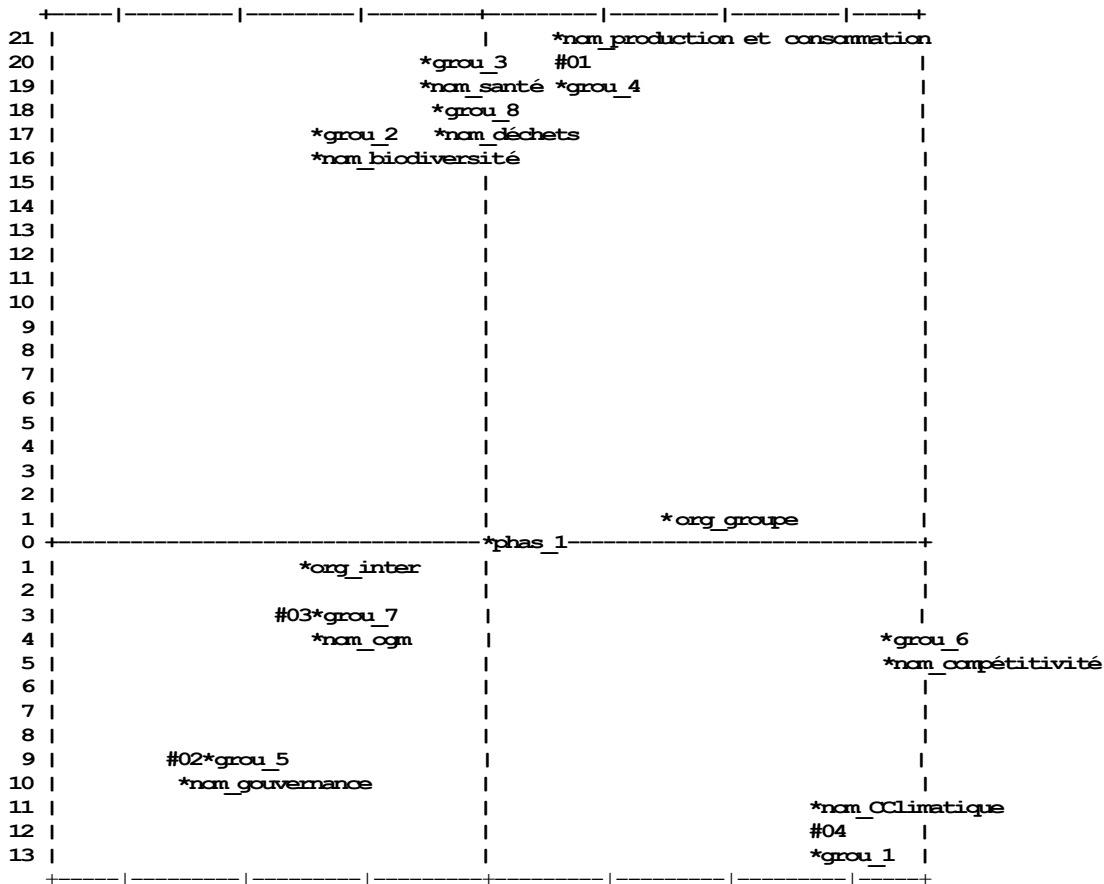 +-----|---------|---------|---------+---------|---------|---------|------+
21 | | *nom_production et consommation
20 | *grou_3 #01 |
19 | *nom_santé *grou_4 |
18 | *grou_8 |
17 | *grou_2 *nom_déchets |
16 | *nom_biodiversité |
15 | | |
14 | | |
13 | | |
12 | | |
11 | | |
10 | | |
9 | | |
8 | | |
7 | | |
6 | | |
5 | | |
4 | | |
3 | | |
2 | | |
1 | | *org_groupe |
0 +-----------------------------------*phas_1-----------------------------+
1 | *org_inter | |
2 | | |
3 | #03*grou_7 | |
4 | *nom_ogm | *grou_6
5 | | *nom_compétitivité
6 | | |
7 | | |
8 | | |
9 | #02*grou_5 | |
10 | *nom_gouvernance | |
11 | | *nom_CClimatique
12 | | #04 |
13 | | *grou_1 |
+-----|---------|---------|---------+---------|---------|---------|------+